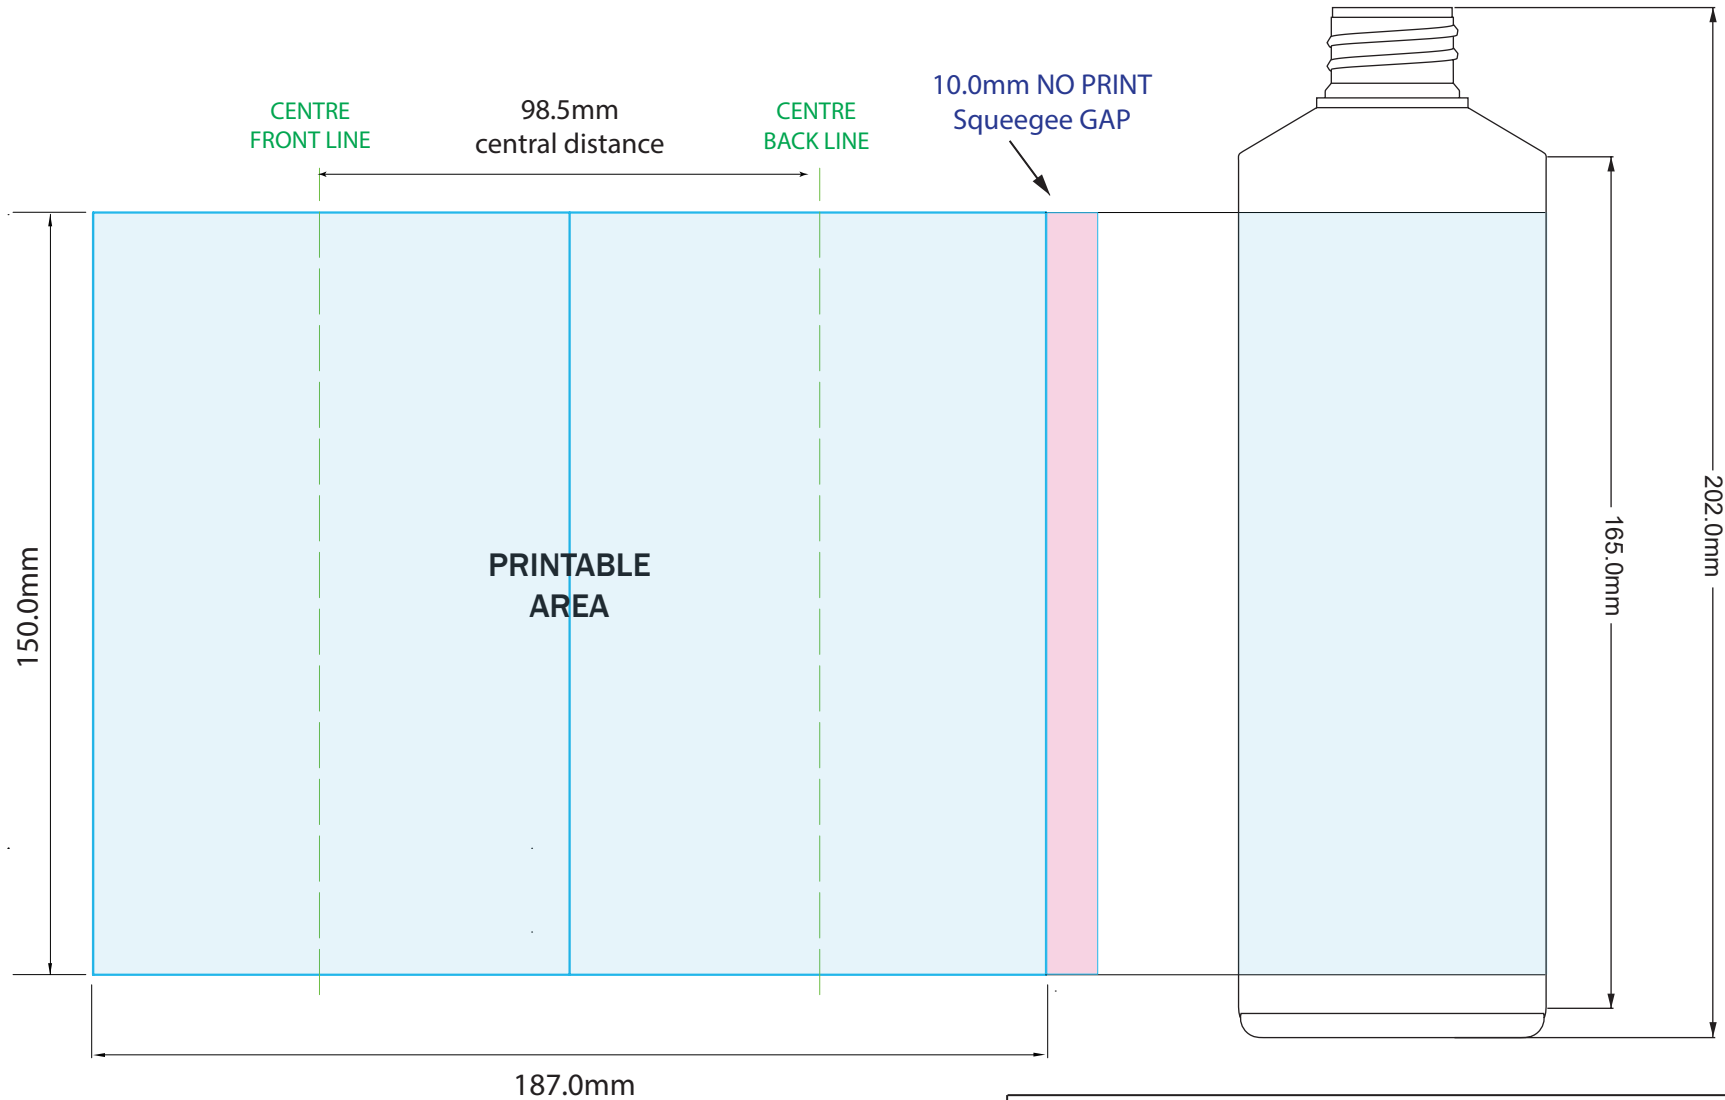 CENTRE
FRONT LINE
98.5mm
central distance
CENTRE
BACK LINE
10.0mm NO PRINT
Squeegee GAP
PRINTABLE
AREA
150.0mm
187.0mm
165.0mm
202.0mm